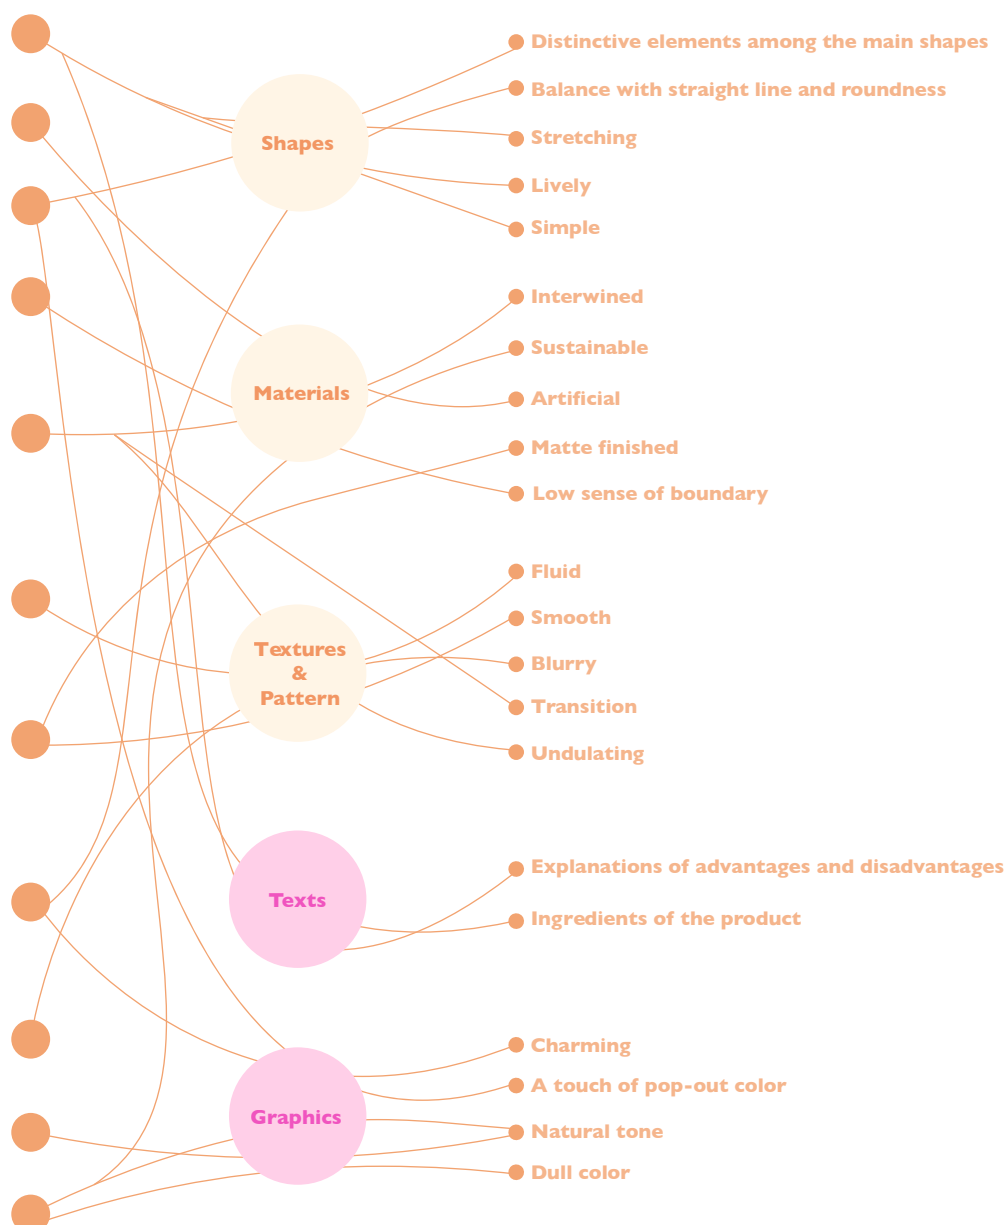 Distinctive elements among the main shapes
Balance with straight line and roundness
Shapes
Stretching
Lively
Simple
Interwined
Sustainable
Materials
Artificial
Matte finished
Low sense of boundary
Fluid
Smooth
Textures
&
Pattern
Blurry
Transition
Undulating
Explanations of advantages and disadvantages
Texts
Ingredients of the product
Charming
A touch of pop-out color
Graphics
Natural tone
Dull color